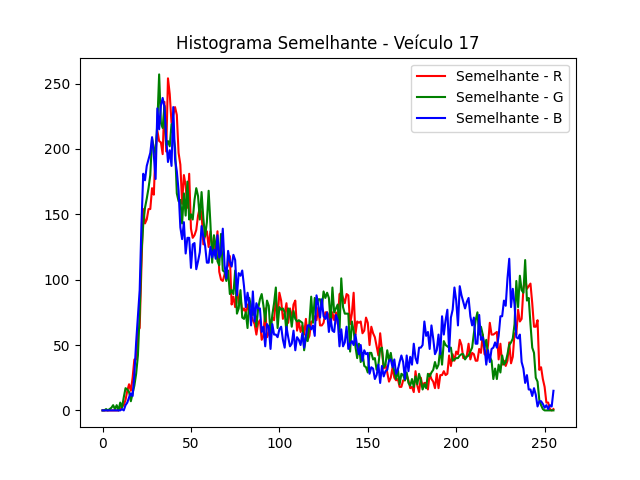 Histograma Semelhante - Veículo 17
Semelhante - R
Semelhante - G
Semelhante - B
250
200
150
100
50
0
0 50 100 150 200 250